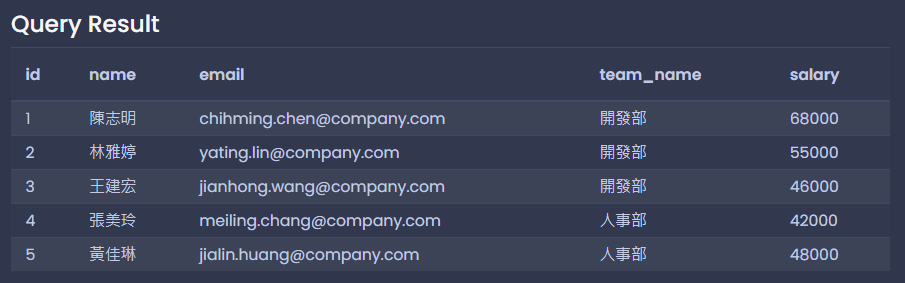 Query Result
id name email team_name salary
1 陳志明 chihming.chen@company.com 開發部 68000
2 林雅婷 yating.lin@company.com 開發部 55000
3 王建宏 jianhong.wang@company.com 開發部 46000
4 張美玲 meiling.chang@company.com 人事部 42000
5 黃佳琳 jialin.huang@company.com 人事部 48000